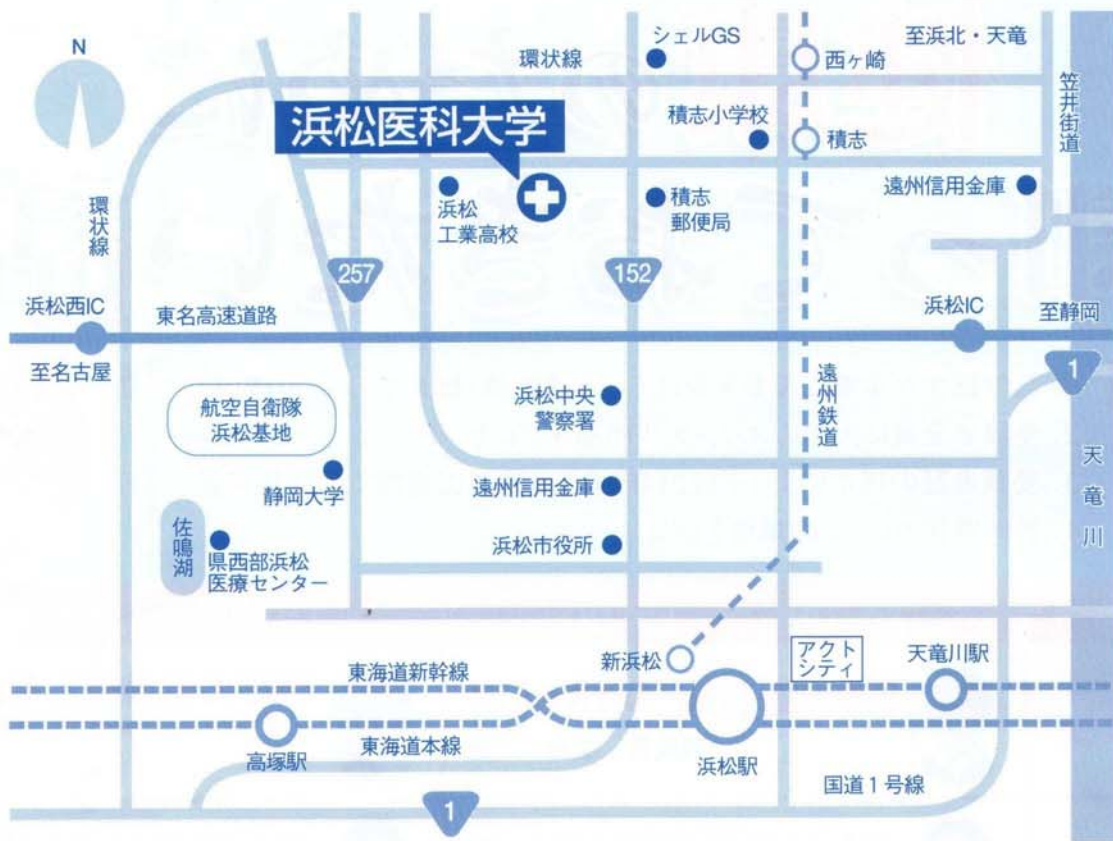 N
シェルGS
環状線
西ヶ崎
至浜北・天竜
笠井街道
浜松医科大学
積志小学校
積志
浜松
工業高校
積志
郵便局
遠州信用金庫
環状線
257
152
浜松西IC
東名高速道路
浜松IC
至静岡
至名古屋
1
航空自衛隊
浜松基地
浜松中央
警察署
遠州鉄道
静岡大学
遠州信用金庫
天竜川
佐鳴湖
県西部浜松
医療センター
浜松市役所
新浜松
アクト
シティ
天竜川駅
東海道新幹線
東海道本線
高塚駅
浜松駅
国道1号線
1